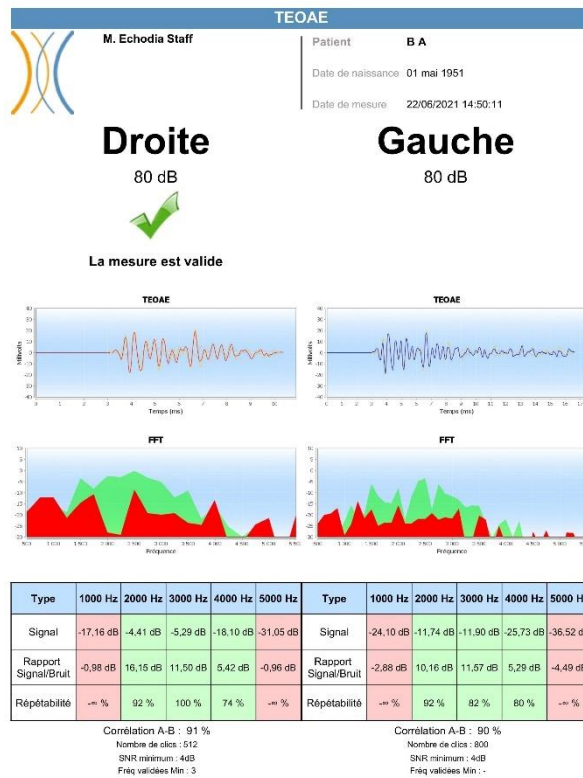 TEOAE
M. Echodia Staff
Patient B A
Date de naissance 01 mai 1951
Date de mesure 22/06/2021 14:50:11
Droite
Gauche
80 dB
80 dB
La mesure est valide
TEOAE
TEOAE
Millivolts
Temps (ms)
Temps (ms)
FFT
FFT
Fréquence
Fréquence
Type 1000 Hz 2000 Hz 3000 Hz 4000 Hz 5000 Hz
Signal -17,16 dB -4,41 dB -5,29 dB -18,10 dB -31,05 dB
Rapport Signal/Bruit -0,98 dB 16,15 dB 11,50 dB 5,42 dB -0,96 dB
Répétabilité -∞ % 92 % 100 % 74 % -∞ %
Type 1000 Hz 2000 Hz 3000 Hz 4000 Hz 5000 H
Signal -24,10 dB -11,74 dB -11,90 dB -25,73 dB -36,52 d
Rapport Signal/Bruit -2,88 dB 10,16 dB 11,57 dB 5,29 dB -4,49 d
Répétabilité -∞ % 92 % 82 % 80 % -∞ %
Corrélation A-B : 91 %
Nombre de clics : 512
SNR minimum : 4dB
Fréq validées Min : 3
Corrélation A-B : 90 %
Nombre de clics : 800
SNR minimum : 4dB
Fréq validées Min : -